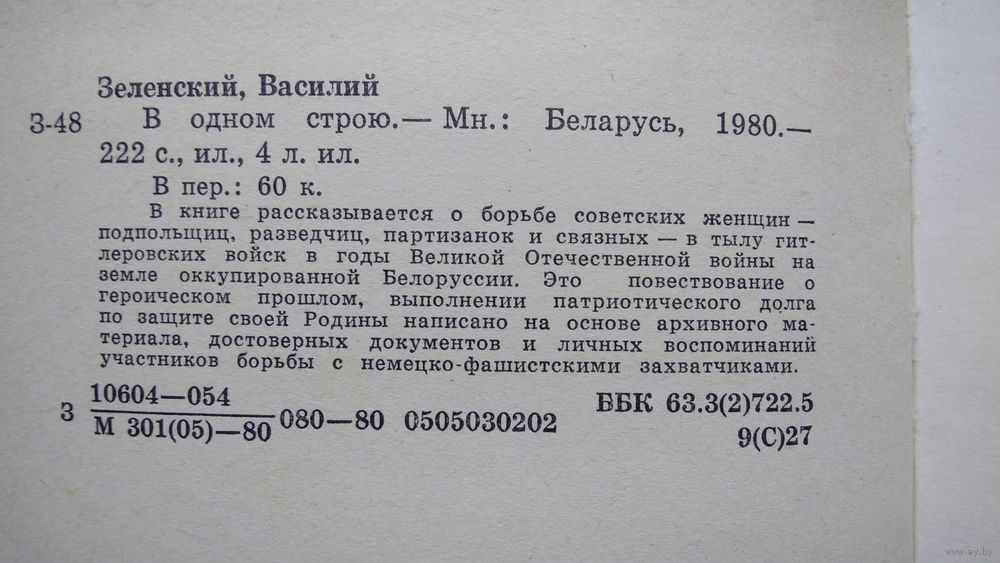 Зеленский, Василий
З-48 В одном строю.— Мн.: Беларусь, 1980.—
222 с., ил., 4 л. ил.
В пер.: 60 к.
В книге рассказывается о борьбе советских женщин —
подпольщиц, разведчиц, партизанок и связных — в тылу гит-
леровских войск в годы Великой Отечественной войны на
земле оккупированной Белоруссии. Это повествование о
героическом прошлом, выполнении патриотического долга
по защите своей Родины написано на основе архивного ма-
териала, достоверных документов и личных воспоминаний
участников борьбы с немецко-фашистскими захватчиками.
10604—054
З М 301(05)—80 080—80 0505030202 ББК 63.3(2)722.5
9(С)27
www.ay.by